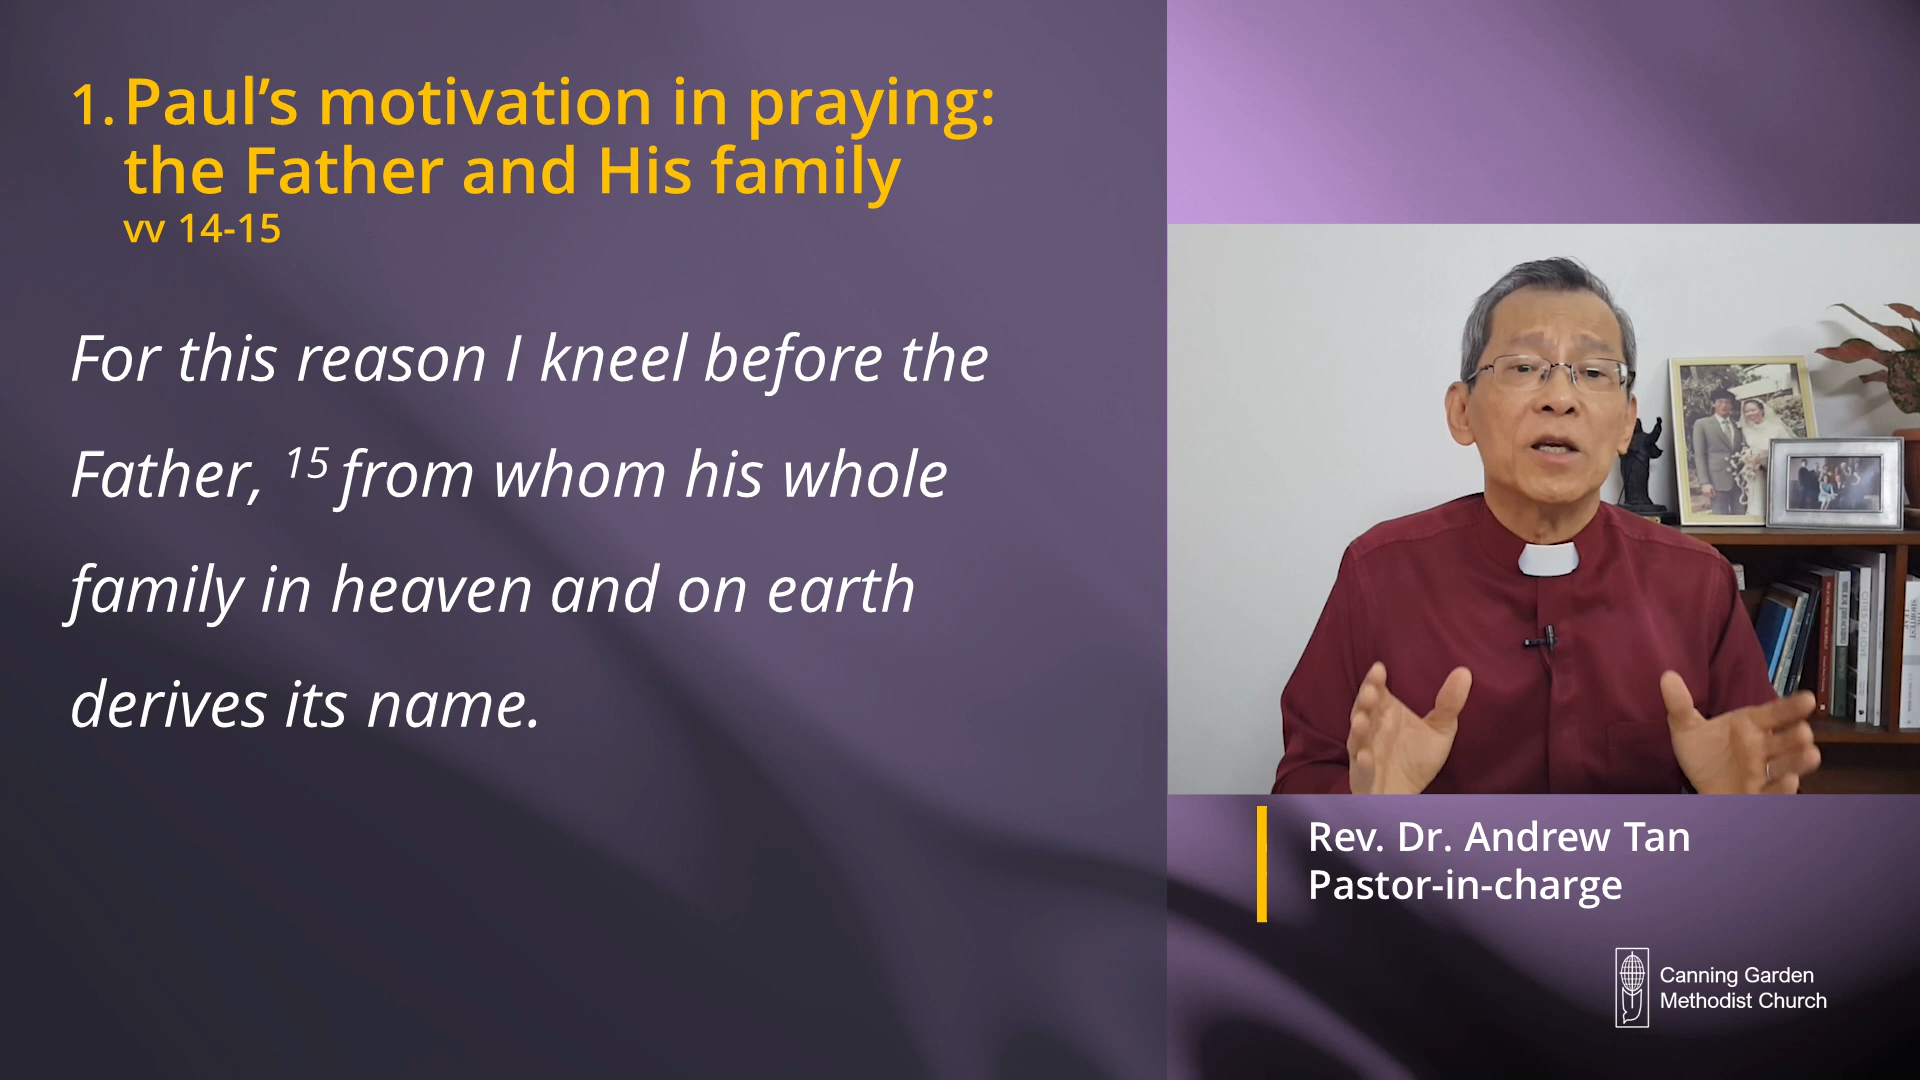 1. Paul’s motivation in praying:
the Father and His family
vv 14-15
For this reason I kneel before the
Father, 15 from whom his whole
family in heaven and on earth
derives its name.
Rev. Dr. Andrew Tan
Pastor-in-charge
Canning Garden
Methodist Church